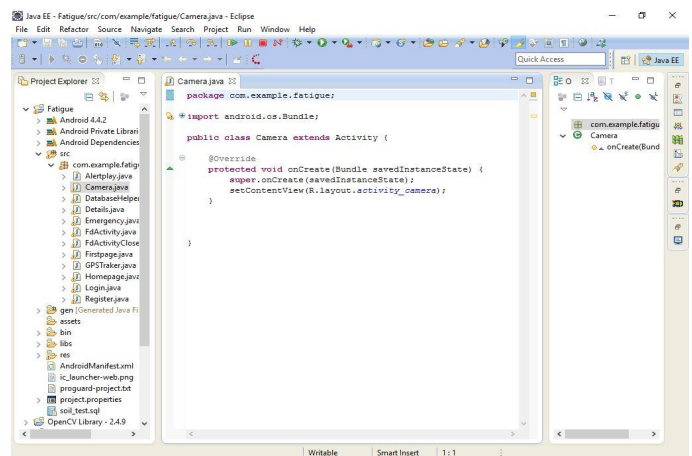 Java EE - Fatigue/src/com/example/fatigue/Camera.java - Eclipse
File Edit Refactor Source Navigate Search Project Run Window Help
Quick Access
Java EE
Project Explorer
Fatigue
Android 4.4.2
Android Private Librari
Android Dependencies
src
com.example.fatigu
Alertplay.java
Camera.java
DatabaseHelper
Details.java
Emergency.java
FdActivity.java
FdActivityClose
Firstpage.java
GPSTraker.java
Homepage.java
Login.java
Register.java
gen [Generated Java Fi
assets
bin
libs
res
AndroidManifest.xml
ic_launcher-web.png
proguard-project.txt
project.properties
soil_test.sql
OpenCV Library - 2.4.9
Camera.java
package com.example.fatigue;
import android.os.Bundle;
public class Camera extends Activity {
@Override
protected void onCreate(Bundle savedInstanceState) {
super.onCreate(savedInstanceState);
setContentView(R.layout.activity_camera);
}
}
O
T
com.example.fatigu
Camera
onCreate(Bund
Writable Smart Insert 1 : 1